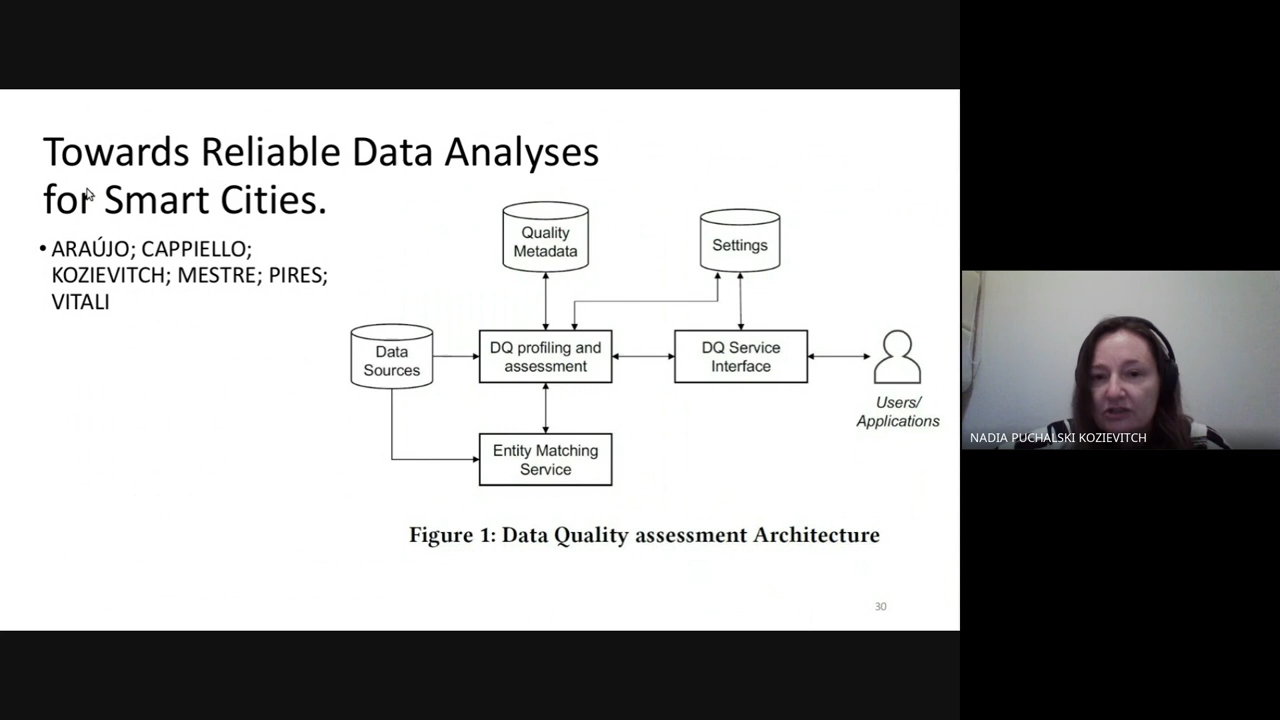 Towards Reliable Data Analyses
for Smart Cities.
• ARAÚJO; CAPPIELLO;
KOZIEVITCH; MESTRE; PIRES;
VITALI
Quality
Metadata
Settings
Data
Sources
DQ profiling and
assessment
DQ Service
Interface
Users/
Applications
Entity Matching
Service
Figure 1: Data Quality assessment Architecture
30
NADIA PUCHALSKI KOZIEVITCH